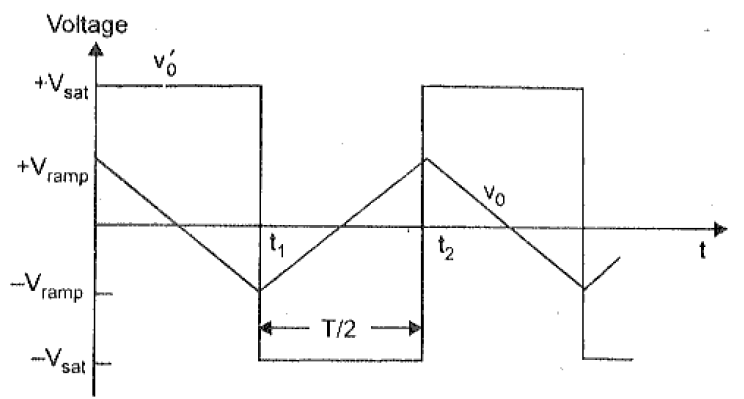 Voltage
v₀′
+Vsat
+Vramp
v₀
t₁
t₂
t
−Vramp
T/2
−Vsat